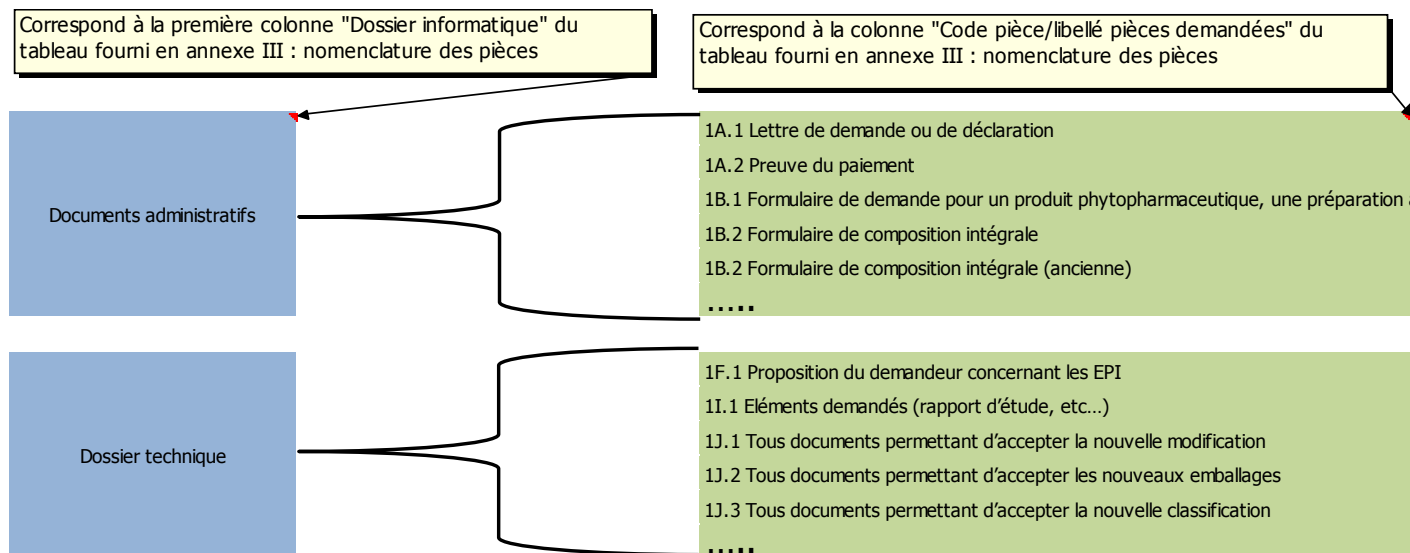 Correspond à la première colonne "Dossier informatique" du
tableau fourni en annexe III : nomenclature des pièces
Correspond à la colonne "Code pièce/libellé pièces demandées" du
tableau fourni en annexe III : nomenclature des pièces
Documents administratifs
1A.1 Lettre de demande ou de déclaration
1A.2 Preuve du paiement
1B.1 Formulaire de demande pour un produit phytopharmaceutique, une préparation
1B.2 Formulaire de composition intégrale
1B.2 Formulaire de composition intégrale (ancienne)
.....
Dossier technique
1F.1 Proposition du demandeur concernant les EPI
1I.1 Eléments demandés (rapport d’étude, etc…)
1J.1 Tous documents permettant d’accepter la nouvelle modification
1J.2 Tous documents permettant d’accepter les nouveaux emballages
1J.3 Tous documents permettant d’accepter la nouvelle classification
.....